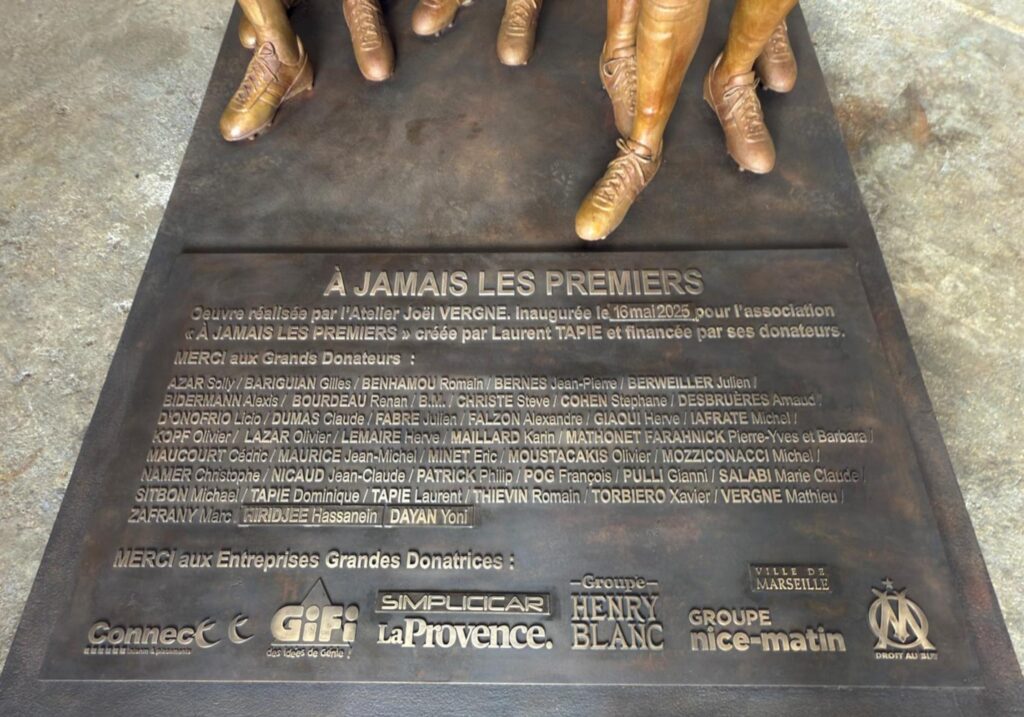 À JAMAIS LES PREMIERS
Oeuvre réalisée par l'Atelier Joël VERGNE. Inaugurée le 16 mai 2025 pour l'association
« À JAMAIS LES PREMIERS » créée par Laurent TAPIE et financée par ses donateurs.
MERCI aux Grands Donateurs :
AZAR Solly / BARIGUIAN Gilles / BENHAMOU Romain / BERNES Jean-Pierre / BERWEILLER Julien /
BIDERMANN Alexis / BOURDEAU Renan / B.M. / CHRISTE Steve / COHEN Stephane / DESBRUÈRES Arnaud /
D'ONOFRIO Licio / DUMAS Claude / FABRE Julien / FALZON Alexandre / GIAOUI Hervé / IAFRATE Michel /
KOPF Olivier / LAZAR Olivier / LEMAIRE Hervé / MAILLARD Karin / MATHONET FARAHNICK Pierre-Yves et Barbara /
MAUCOURT Cédric / MAURICE Jean-Michel / MINET Eric / MOUSTACAKIS Olivier / MOZZICONACCI Michel /
NAMER Christophe / NICAUD Jean-Claude / PATRICK Philip / POG François / PULLI Gianni / SALABI Marie Claude /
SITBON Michael / TAPIE Dominique / TAPIE Laurent / THIEVIN Romain / TORBIERO Xavier / VERGNE Mathieu /
ZAFRANY Marc HIRIDJEE Hassanein DAYAN Yoni
MERCI aux Entreprises Grandes Donatrices :
Connect
GiFi
des idées de Génie !
SIMPLICICAR
La Provence.
Groupe
HENRY
BLANC
GROUPE
nice-matin
VILLE DE
MARSEILLE
DROIT AU BUT